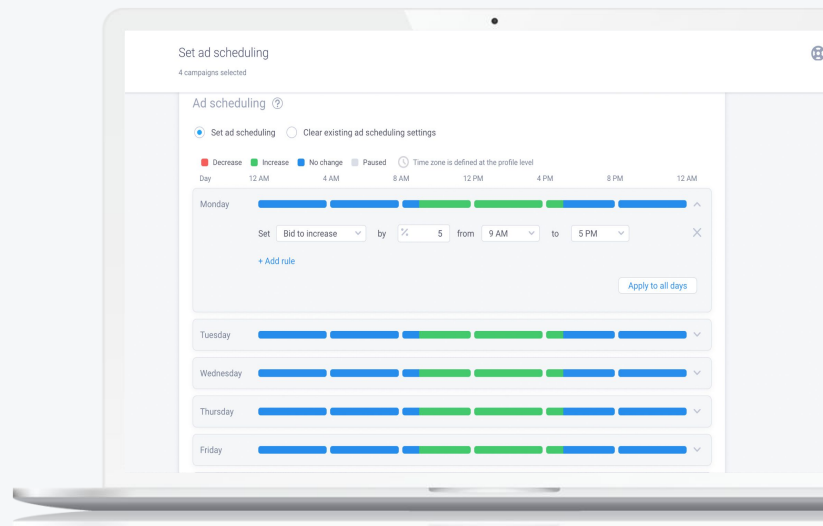 Set ad scheduling
4 campaigns selected
Ad scheduling ?
Set ad scheduling Clear existing ad scheduling settings
Decrease Increase No change Paused Time zone is defined at the profile level
Day 12 AM 4 AM 8 AM 12 PM 4 PM 8 PM 12 AM
Monday
Set Bid to increase by % 5 from 9 AM to 5 PM
+ Add rule
Apply to all days
Tuesday
Wednesday
Thursday
Friday